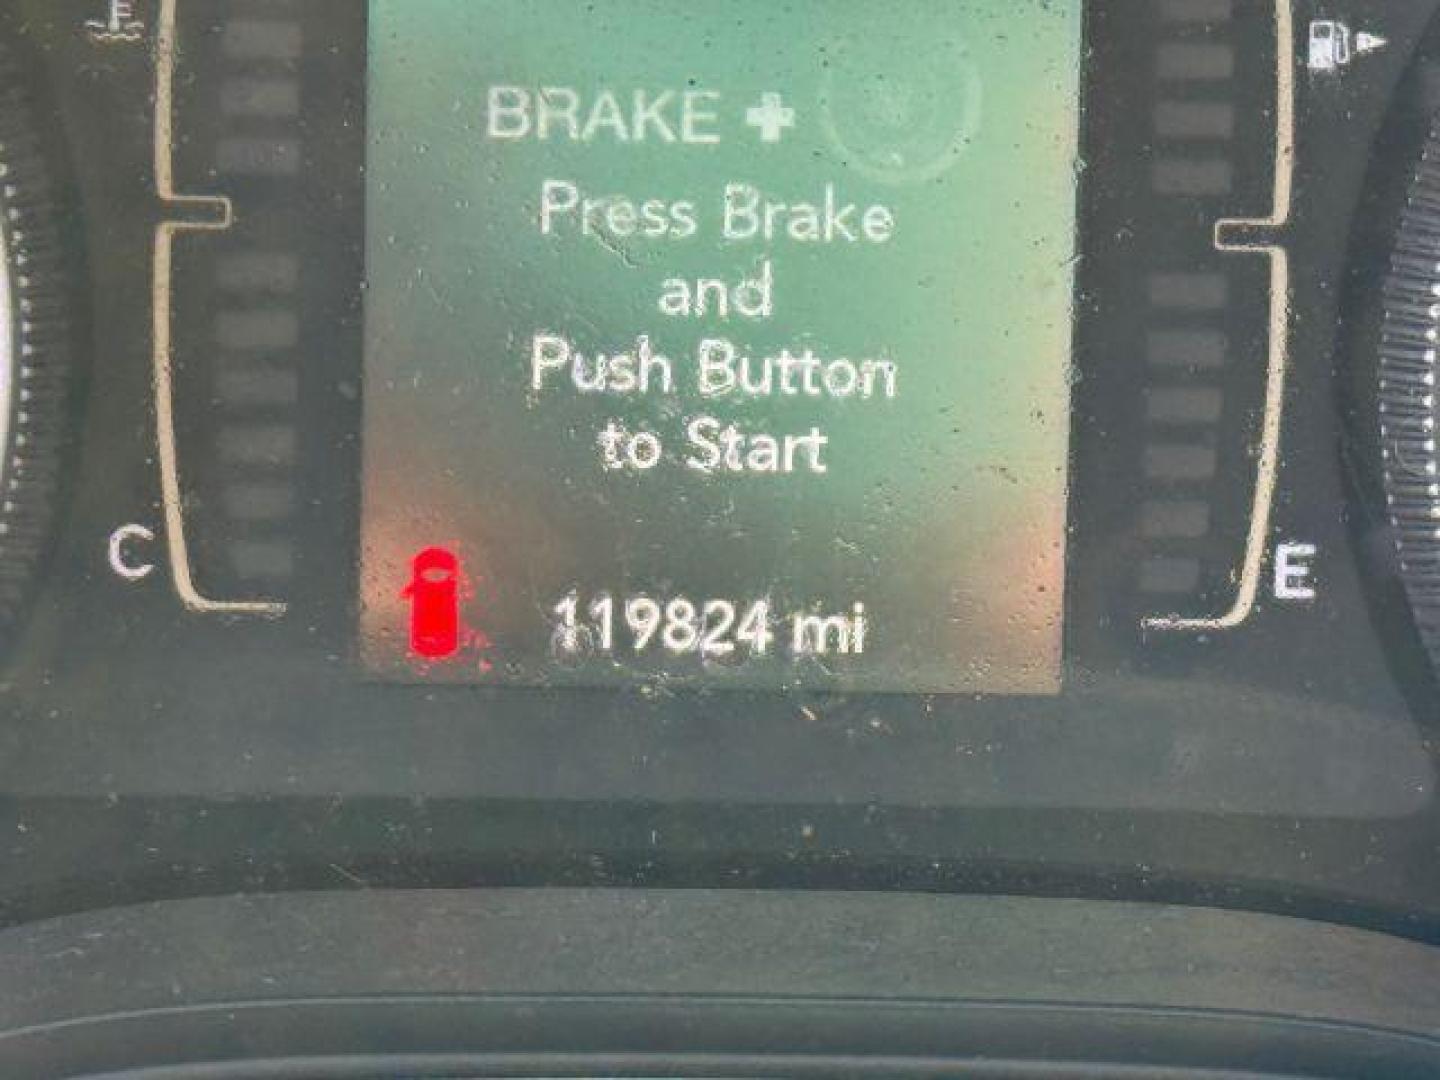 BRAKE +
Press Brake
and
Push Button
to Start
C
E
119824 mi